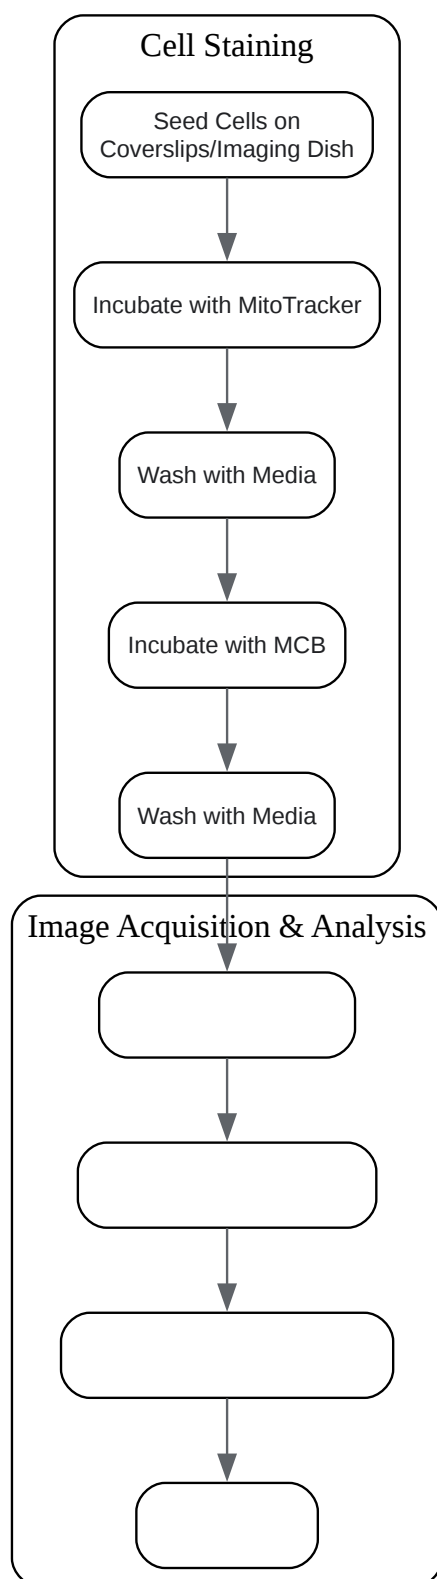 Cell Staining
Seed Cells on
Coverslips/Imaging Dish
Incubate with MitoTracker
Wash with Media
Incubate with MCB
Wash with Media
Image Acquisition & Analysis